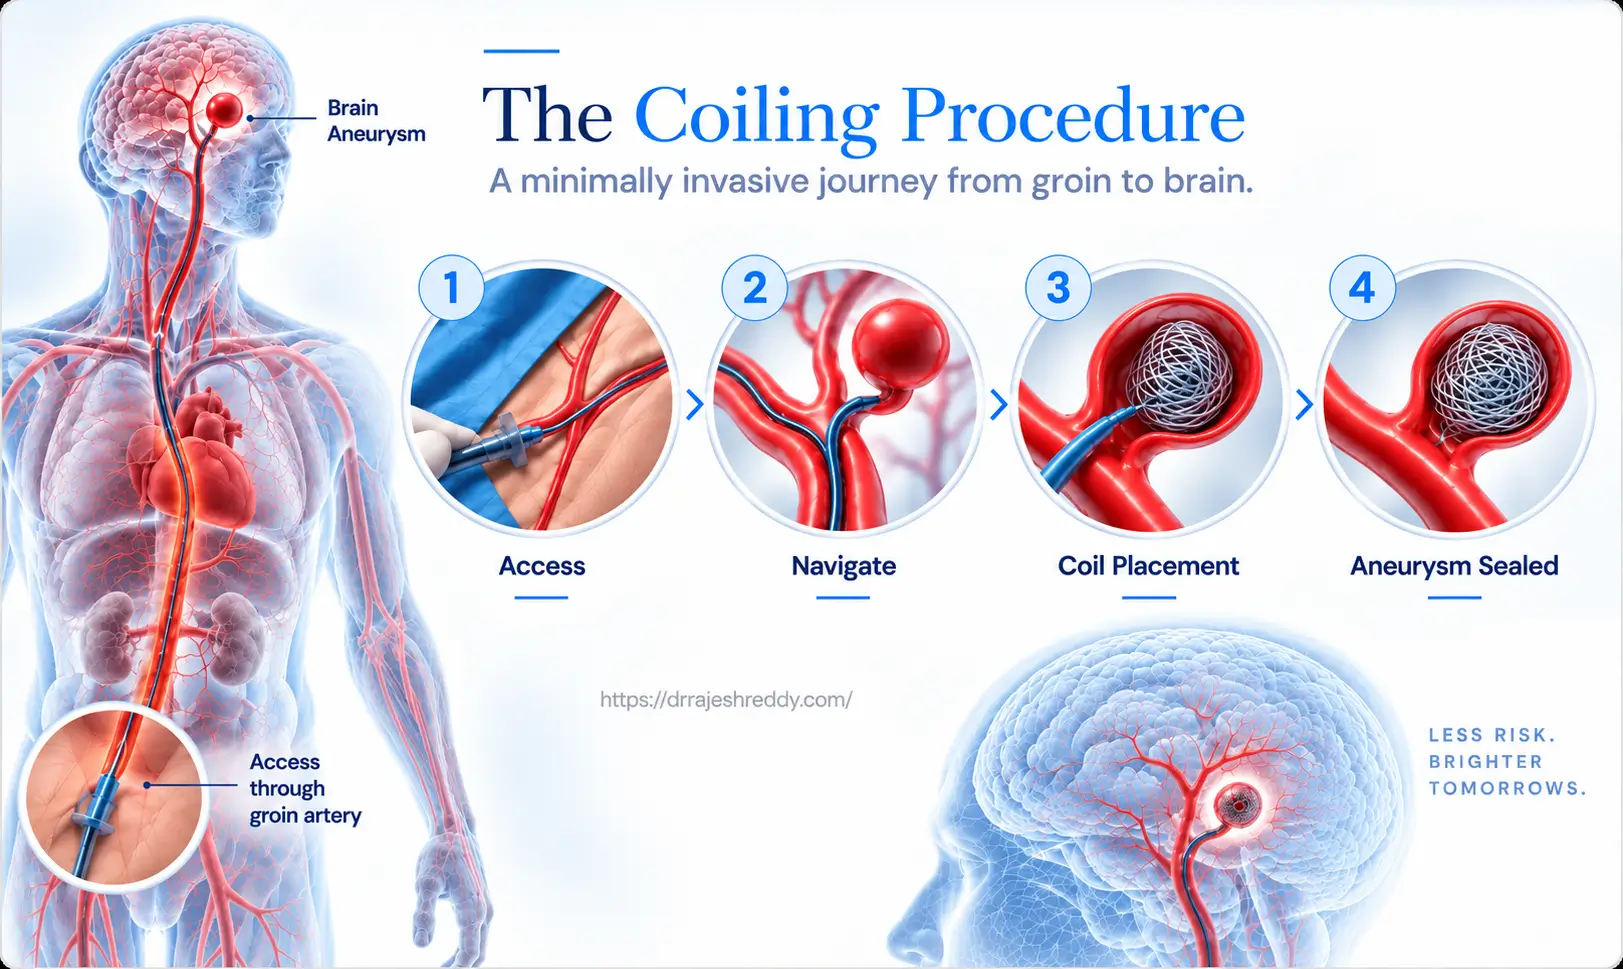 The Coiling Procedure
A minimally invasive journey from groin to brain.
Brain
Aneurysm
1
2
3
4
Access
Navigate
Coil Placement
Aneurysm Sealed
https://drrajeshreddy.com/
Access
through
groin artery
LESS RISK.
BRIGHTER
TOMORROWS.